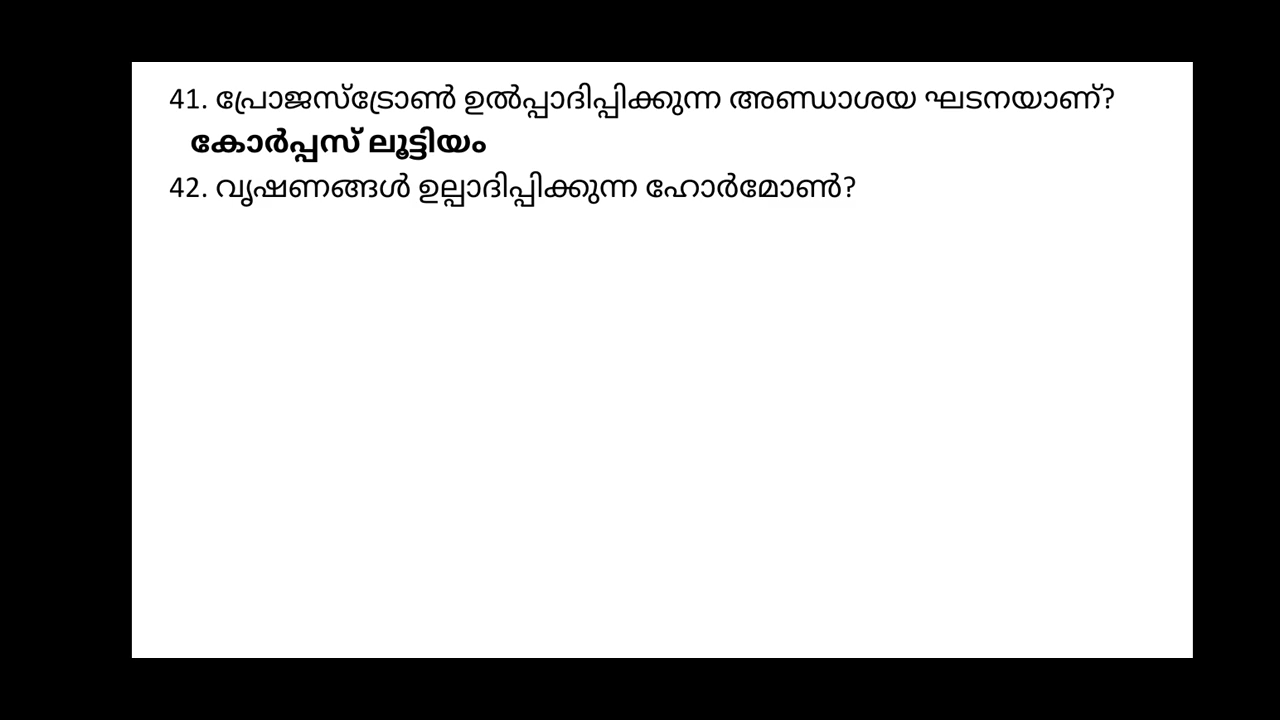 41. പ്രോജസ്ട്രോൺ ഉൽപ്പാദിപ്പിക്കുന്ന അണ്ഡാശയ ഘടനയാണ്?
കോർപ്പസ് ലൂട്ടിയം
42. വൃഷണങ്ങൾ ഉല്പാദിപ്പിക്കുന്ന ഹോർമോൺ?